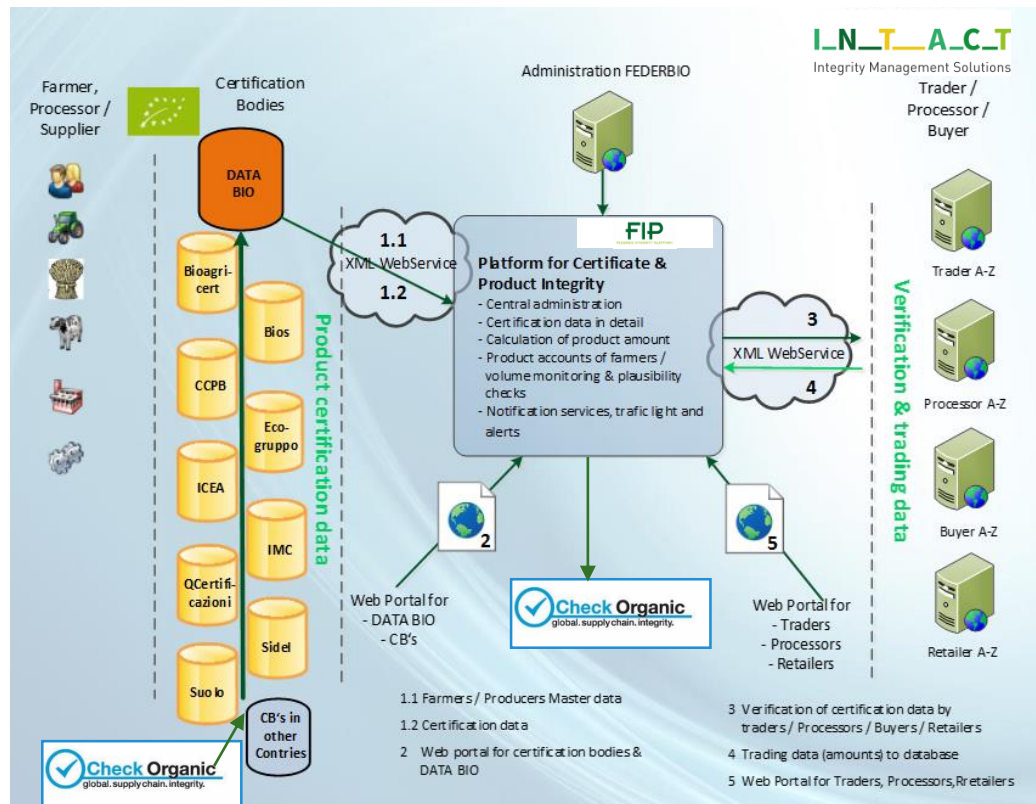 I_N_T_A_C_T
Integrity Management Solutions
Farmer,
Processor /
Supplier
Certification
Bodies
Administration FEDERBIO
Trader /
Processor /
Buyer
DATA
BIO
Bioagri-
cert
Bios
CCPB
Eco-
gruppo
ICEA
IMC
QCertifi-
cazioni
Sidel
Suolo
CB's in
other
Contries
Product certification data
1.1
XML WebService
1.2
FIP
Platform for Certificate &
Product Integrity
- Central administration
- Certification data in detail
- Calculation of product amount
- Product accounts of farmers /
volume monitoring & plausibility
checks
- Notification services, trafic light and
alerts
3
XML WebService
4
Verification & trading data
Trader A-Z
Processor A-Z
Buyer A-Z
Retailer A-Z
2
5
Web Portal for
- DATA BIO
- CB's
Check Organic
global.supply chain.integrity.
Web Portal for
- Traders
- Processors
- Retailers
1.1 Farmers / Producers Master data
1.2 Certification data
2 Web portal for certification bodies &
DATA BIO
3 Verification of certification data by
traders / Processors / Buyers / Retailers
4 Trading data (amounts) to database
5 Web Portal for Traders, Processors,Rretailers
Check Organic
global.supply chain.integrity.